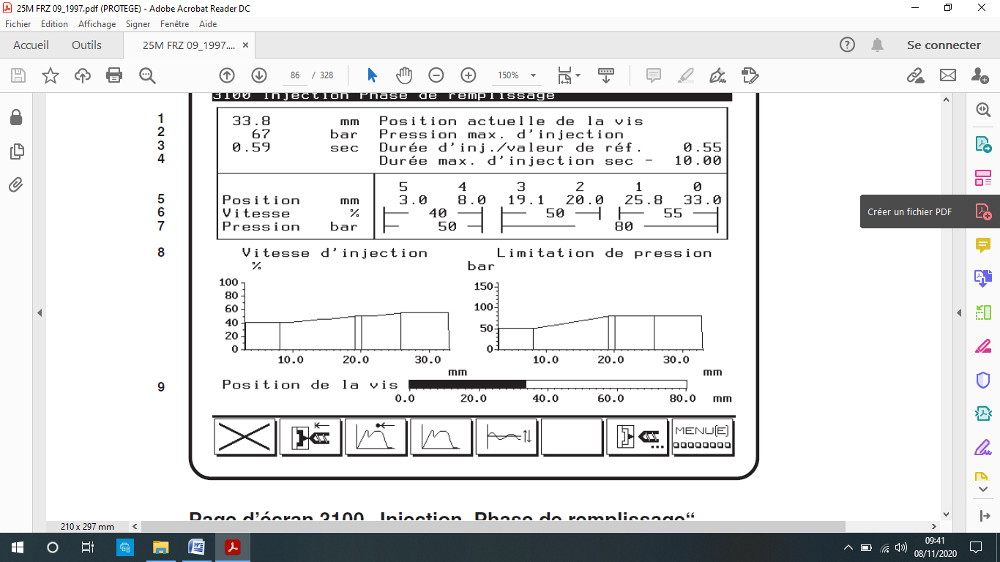 25M FRZ 09_1997.pdf (PROTEGE) - Adobe Acrobat Reader DC
Fichier Edition Affichage Signer Fenêtre Aide
Accueil Outils 25M FRZ 09_1997.... × Se connecter
86 / 328 150%
3100 Injection Phase de remplissage
1 33.8 mm Position actuelle de la vis
2 67 bar Pression max. d'injection
3 0.59 sec Durée d'inj./valeur de réf. 0.55
4 Durée max. d'injection sec - 10.00
5 4 3 2 1 0
5 Position mm 3.0 8.0 19.1 20.0 25.8 33.0
6 Vitesse % 40 50 55
7 Pression bar 50 80
Créer un fichier PDF
8 Vitesse d'injection Limitation de pression
% bar
100 80 60 40 20 0
10.0 20.0 30.0
mm
150 100 50 0
10.0 20.0 30.0
mm
9 Position de la vis
0.0 20.0 40.0 60.0 80.0 mm
MENU(E)
Page d'écran 3100 „Injection Phase de remplissage“
210 x 297 mm
09:41
08/11/2020